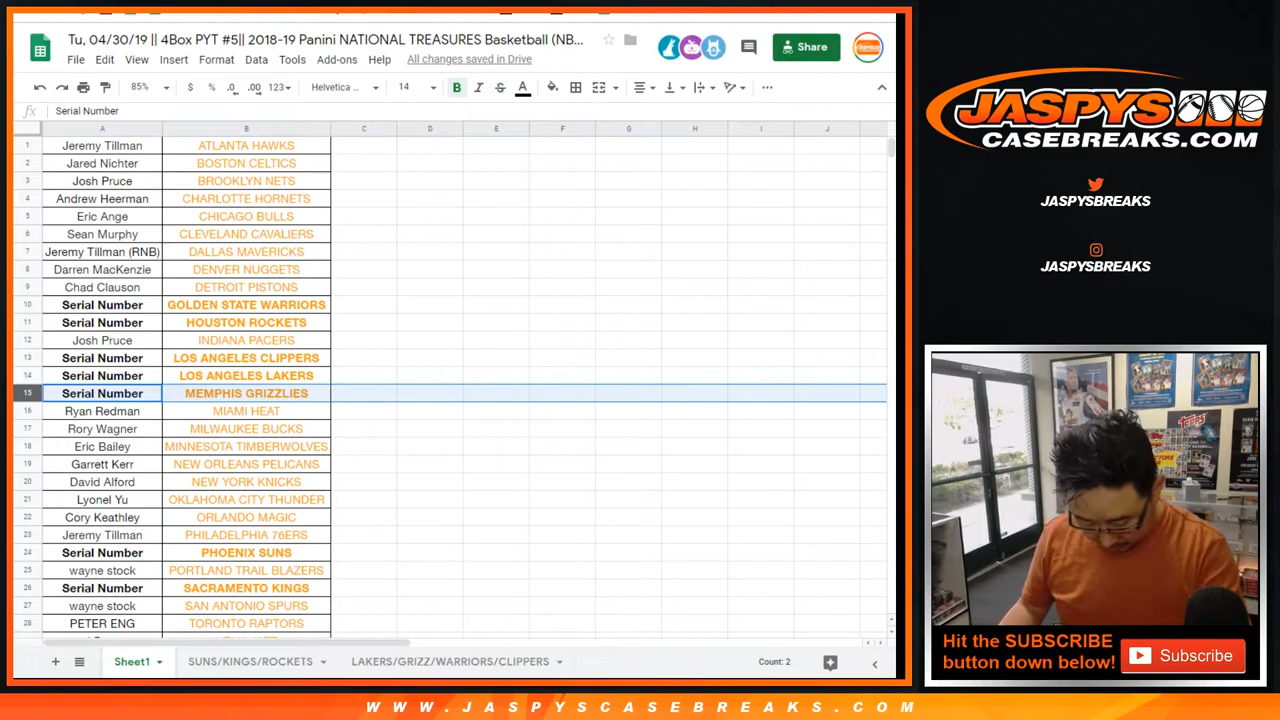 Tu, 04/30/19 || 4Box PYT #5|| 2018-19 Panini NATIONAL TREASURES Basketball (NB...
Share
File Edit View Insert Format Data Tools Add-ons Help All changes saved in Drive
85% $ % .0 .00 123 Helvetica ... 14 B I S A
fx Serial Number
A B C D E F G H I J
1 Jeremy Tillman ATLANTA HAWKS
2 Jared Nichter BOSTON CELTICS
3 Josh Pruce BROOKLYN NETS
4 Andrew Heerman CHARLOTTE HORNETS
5 Eric Ange CHICAGO BULLS
6 Sean Murphy CLEVELAND CAVALIERS
7 Jeremy Tillman (RNB) DALLAS MAVERICKS
8 Darren MacKenzie DENVER NUGGETS
9 Chad Clauson DETROIT PISTONS
10 Serial Number GOLDEN STATE WARRIORS
11 Serial Number HOUSTON ROCKETS
12 Josh Pruce INDIANA PACERS
13 Serial Number LOS ANGELES CLIPPERS
14 Serial Number LOS ANGELES LAKERS
15 Serial Number MEMPHIS GRIZZLIES
16 Ryan Redman MIAMI HEAT
17 Rory Wagner MILWAUKEE BUCKS
18 Eric Bailey MINNESOTA TIMBERWOLVES
19 Garrett Kerr NEW ORLEANS PELICANS
20 David Alford NEW YORK KNICKS
21 Lyonel Yu OKLAHOMA CITY THUNDER
22 Cory Keathley ORLANDO MAGIC
23 Jeremy Tillman PHILADELPHIA 76ERS
24 Serial Number PHOENIX SUNS
25 wayne stock PORTLAND TRAIL BLAZERS
26 Serial Number SACRAMENTO KINGS
27 wayne stock SAN ANTONIO SPURS
28 PETER ENG TORONTO RAPTORS
Sheet1 SUNS/KINGS/ROCKETS LAKERS/GRIZZ/WARRIORS/CLIPPERS Count: 2
JASPYS
CASEBREAKS.COM
JASPYSBREAKS
JASPYSBREAKS
topps
Hit the SUBSCRIBE
button down below!
Subscribe
WWW.JASPYSCASEBREAKS.COM